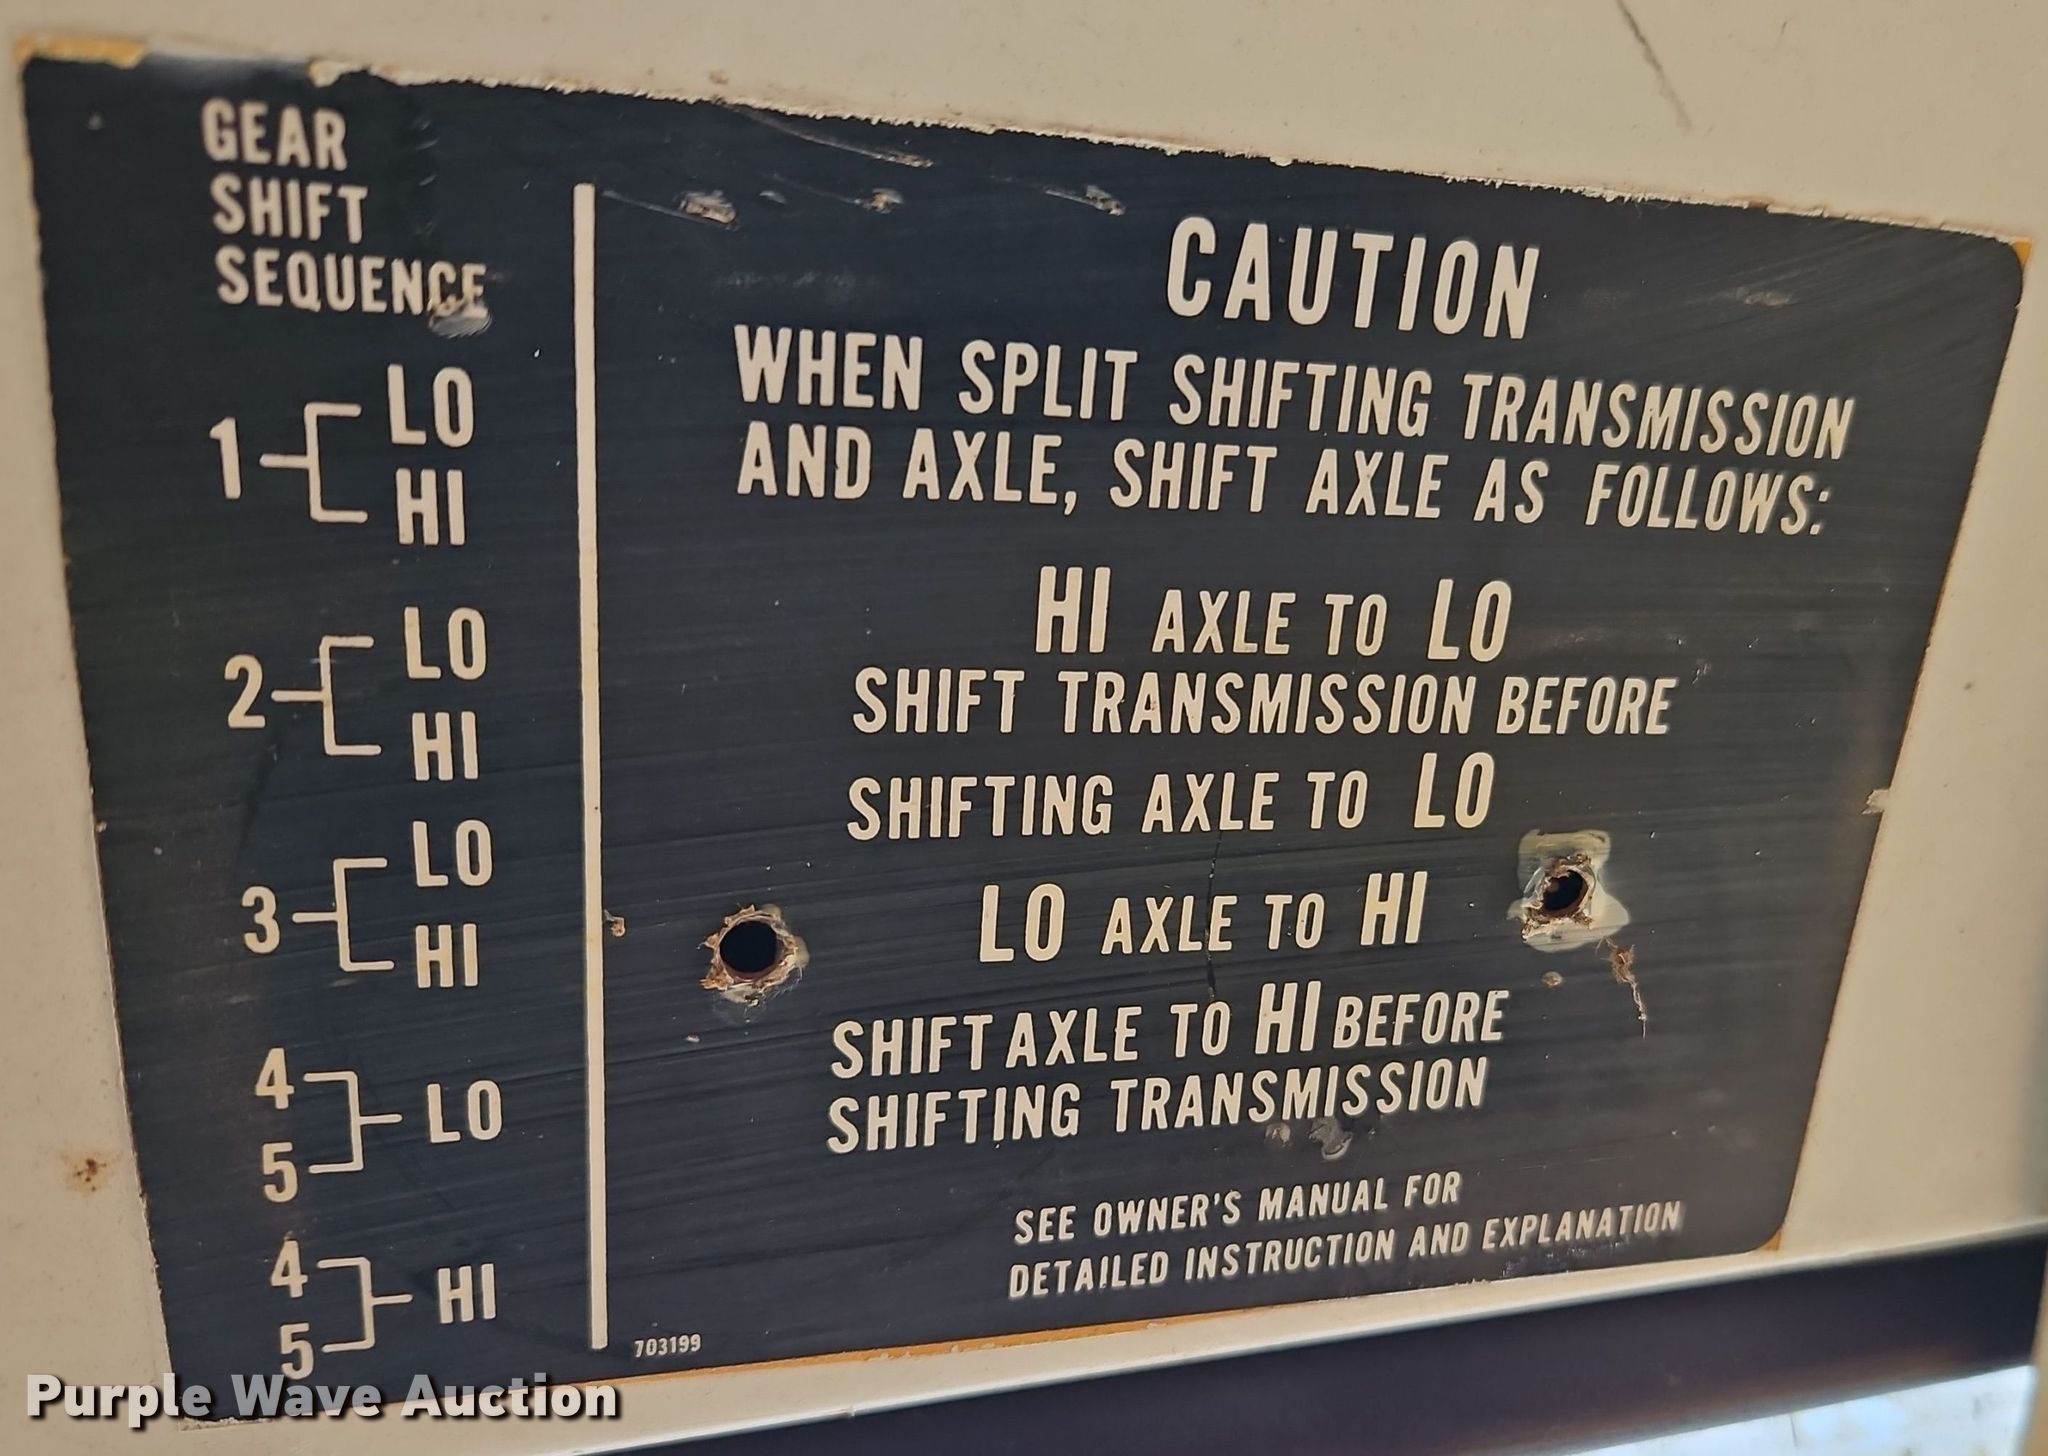 GEAR
SHIFT
SEQUENCE
1 LO
HI
2 LO
HI
3 LO
HI
4
5 LO
4
5 HI
CAUTION
WHEN SPLIT SHIFTING TRANSMISSION
AND AXLE, SHIFT AXLE AS FOLLOWS:
HI AXLE TO LO
SHIFT TRANSMISSION BEFORE
SHIFTING AXLE TO LO
LO AXLE TO HI
SHIFT AXLE TO HI BEFORE
SHIFTING TRANSMISSION
SEE OWNER'S MANUAL FOR
DETAILED INSTRUCTION AND EXPLANATION
703199
Purple Wave Auction